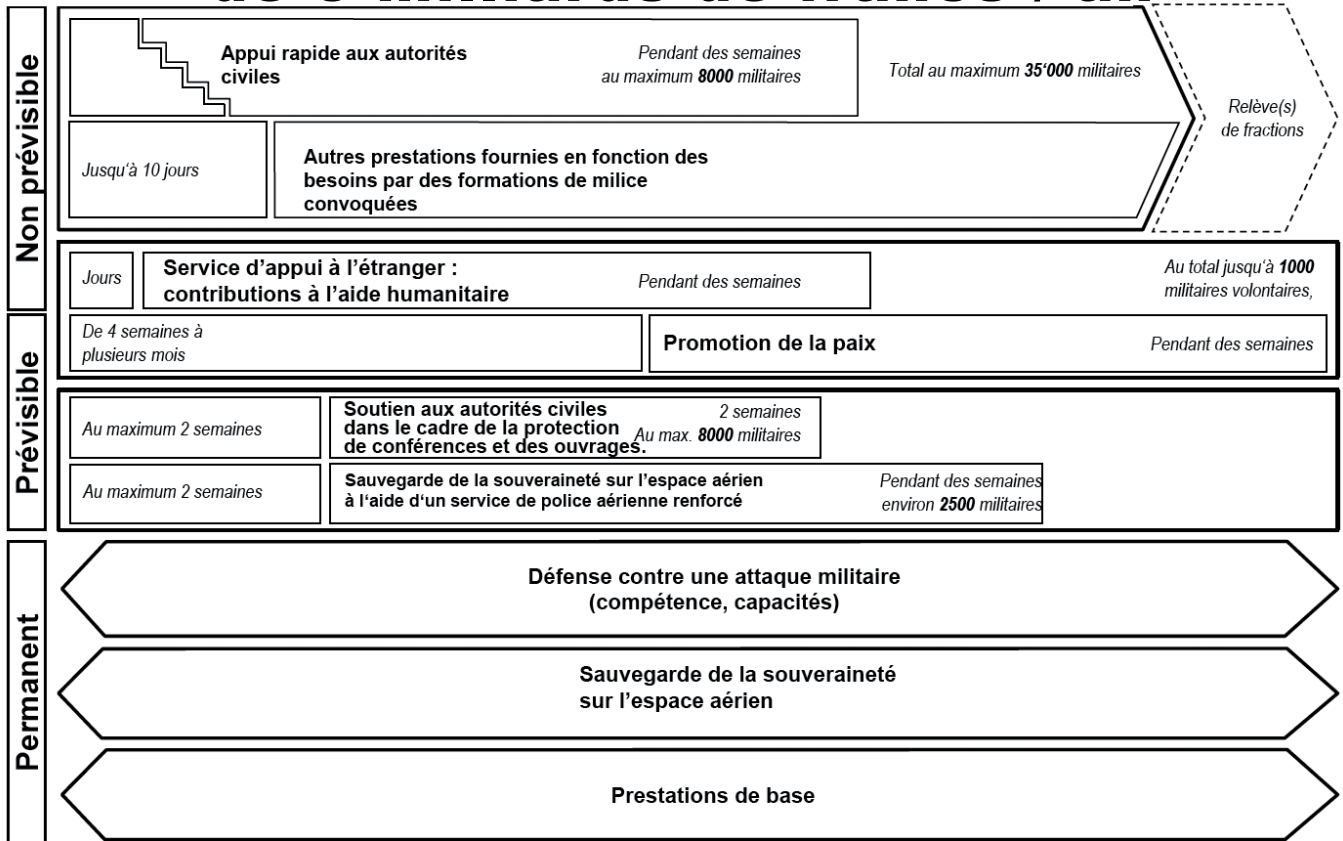 de 5 milliards de francs / an
Non prévisible
Appui rapide aux autorités
civiles
Pendant des semaines
au maximum 8000 militaires
Total au maximum 35‘000 militaires
Relève(s)
de fractions
Jusqu‘à 10 jours
Autres prestations fournies en fonction des
besoins par des formations de milice
convoquées
Jours
Service d’appui à l’étranger :
contributions à l’aide humanitaire
Pendant des semaines
Au total jusqu‘à 1000
militaires volontaires,
Prévisible
De 4 semaines à
plusieurs mois
Promotion de la paix
Pendant des semaines
Au maximum 2 semaines
Soutien aux autorités civiles
dans le cadre de la protection
de conférences et des ouvrages.
2 semaines
Au max. 8000 militaires
Au maximum 2 semaines
Sauvegarde de la souveraineté sur l’espace aérien
à l‘aide d‘un service de police aérienne renforcé
Pendant des semaines
environ 2500 militaires
Permanent
Défense contre une attaque militaire
(compétence, capacités)
Sauvegarde de la souveraineté
sur l’espace aérien
Prestations de base